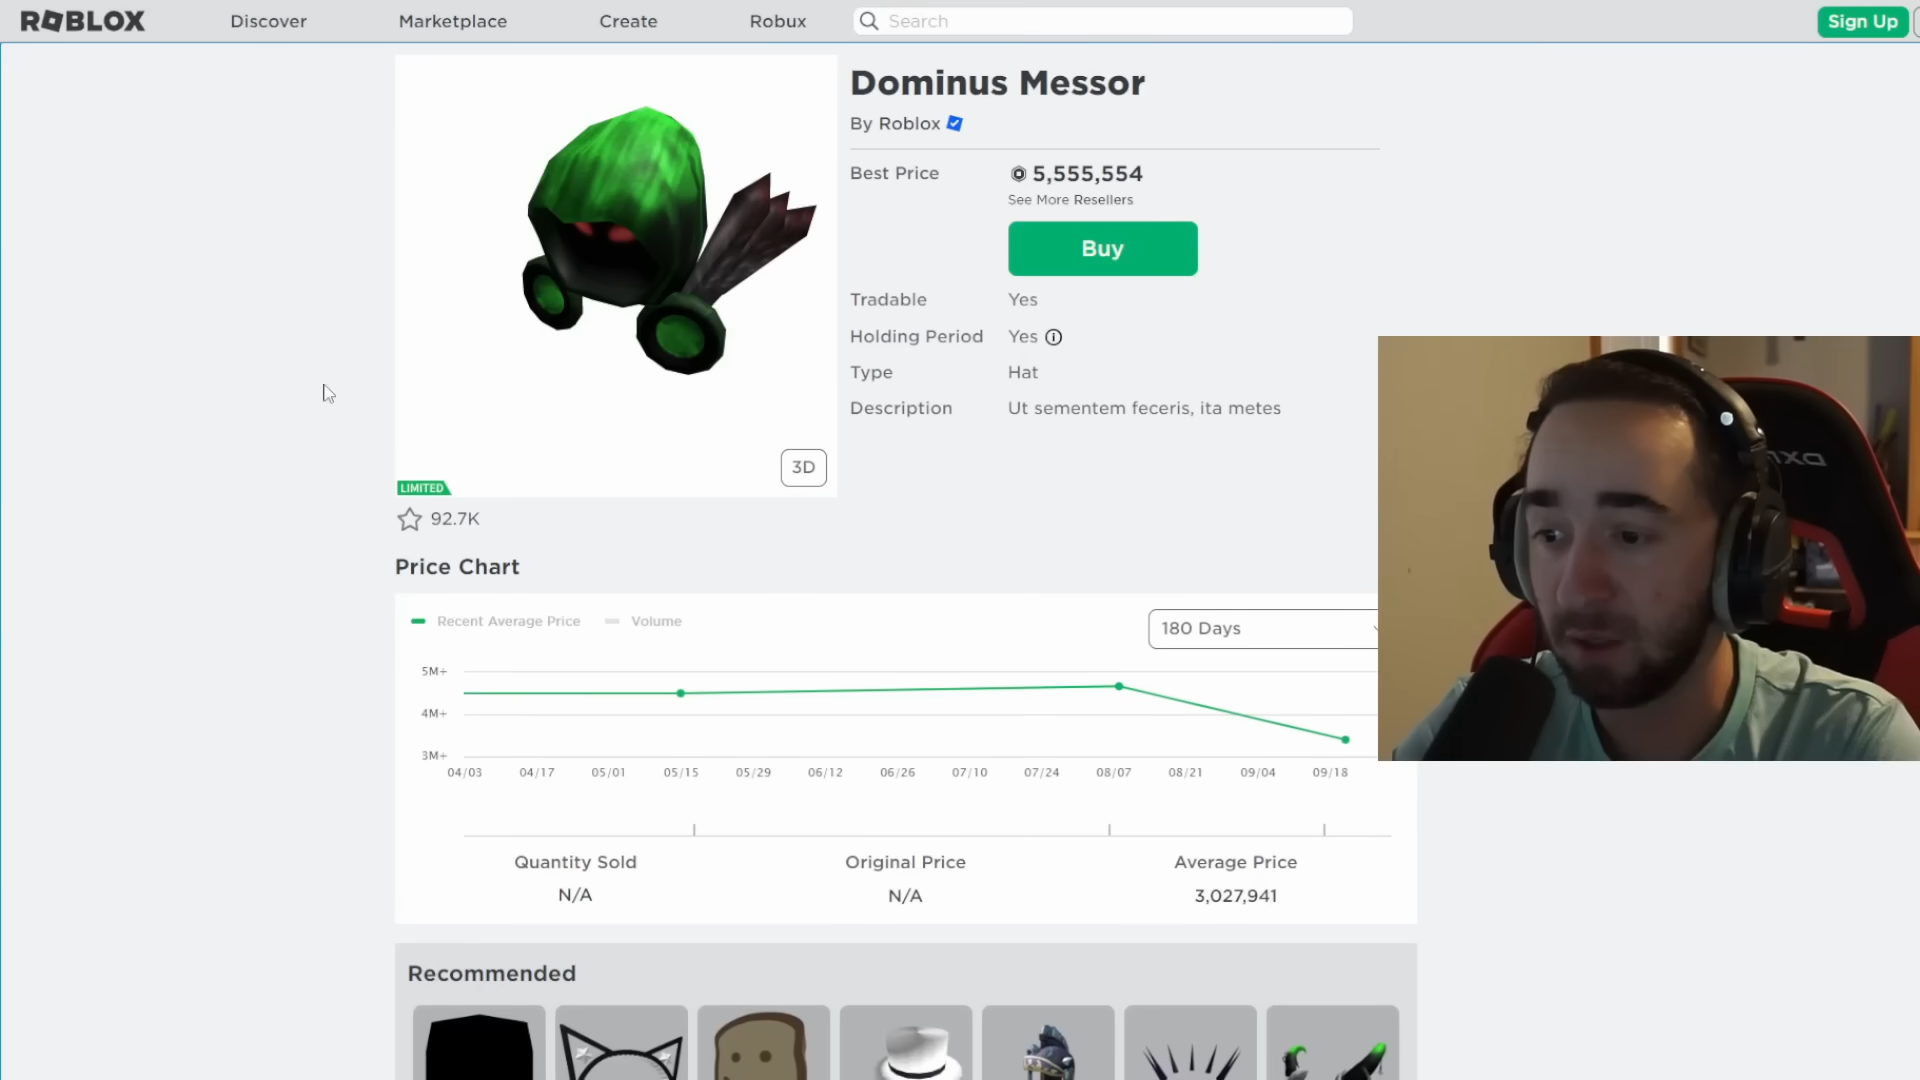 ROBLOX
Discover
Marketplace
Create
Robux
Search
Sign Up
Dominus Messor
By Roblox
Best Price
5,555,554
See More Resellers
Buy
Tradable
Yes
Holding Period
Yes
Type
Hat
Description
Ut sementem feceris, ita metes
3D
LIMITED
92.7K
Price Chart
Recent Average Price
Volume
180 Days
5M+
4M+
3M+
04/03 04/17 05/01 05/15 05/29 06/12 06/26 07/10 07/24 08/07 08/21 09/04 09/18
Quantity Sold
N/A
Original Price
N/A
Average Price
3,027,941
Recommended